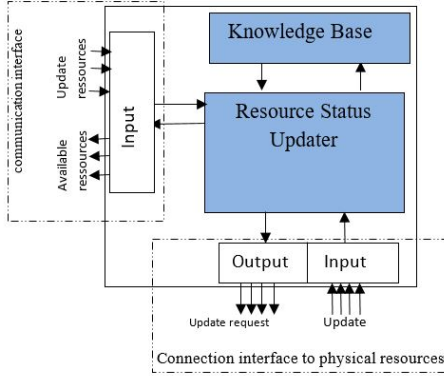 communication interface
Update
ressources
Available
ressources
Input
Knowledge Base
Resource Status
Updater
Output
Input
Update request
Update
Connection interface to physical resources